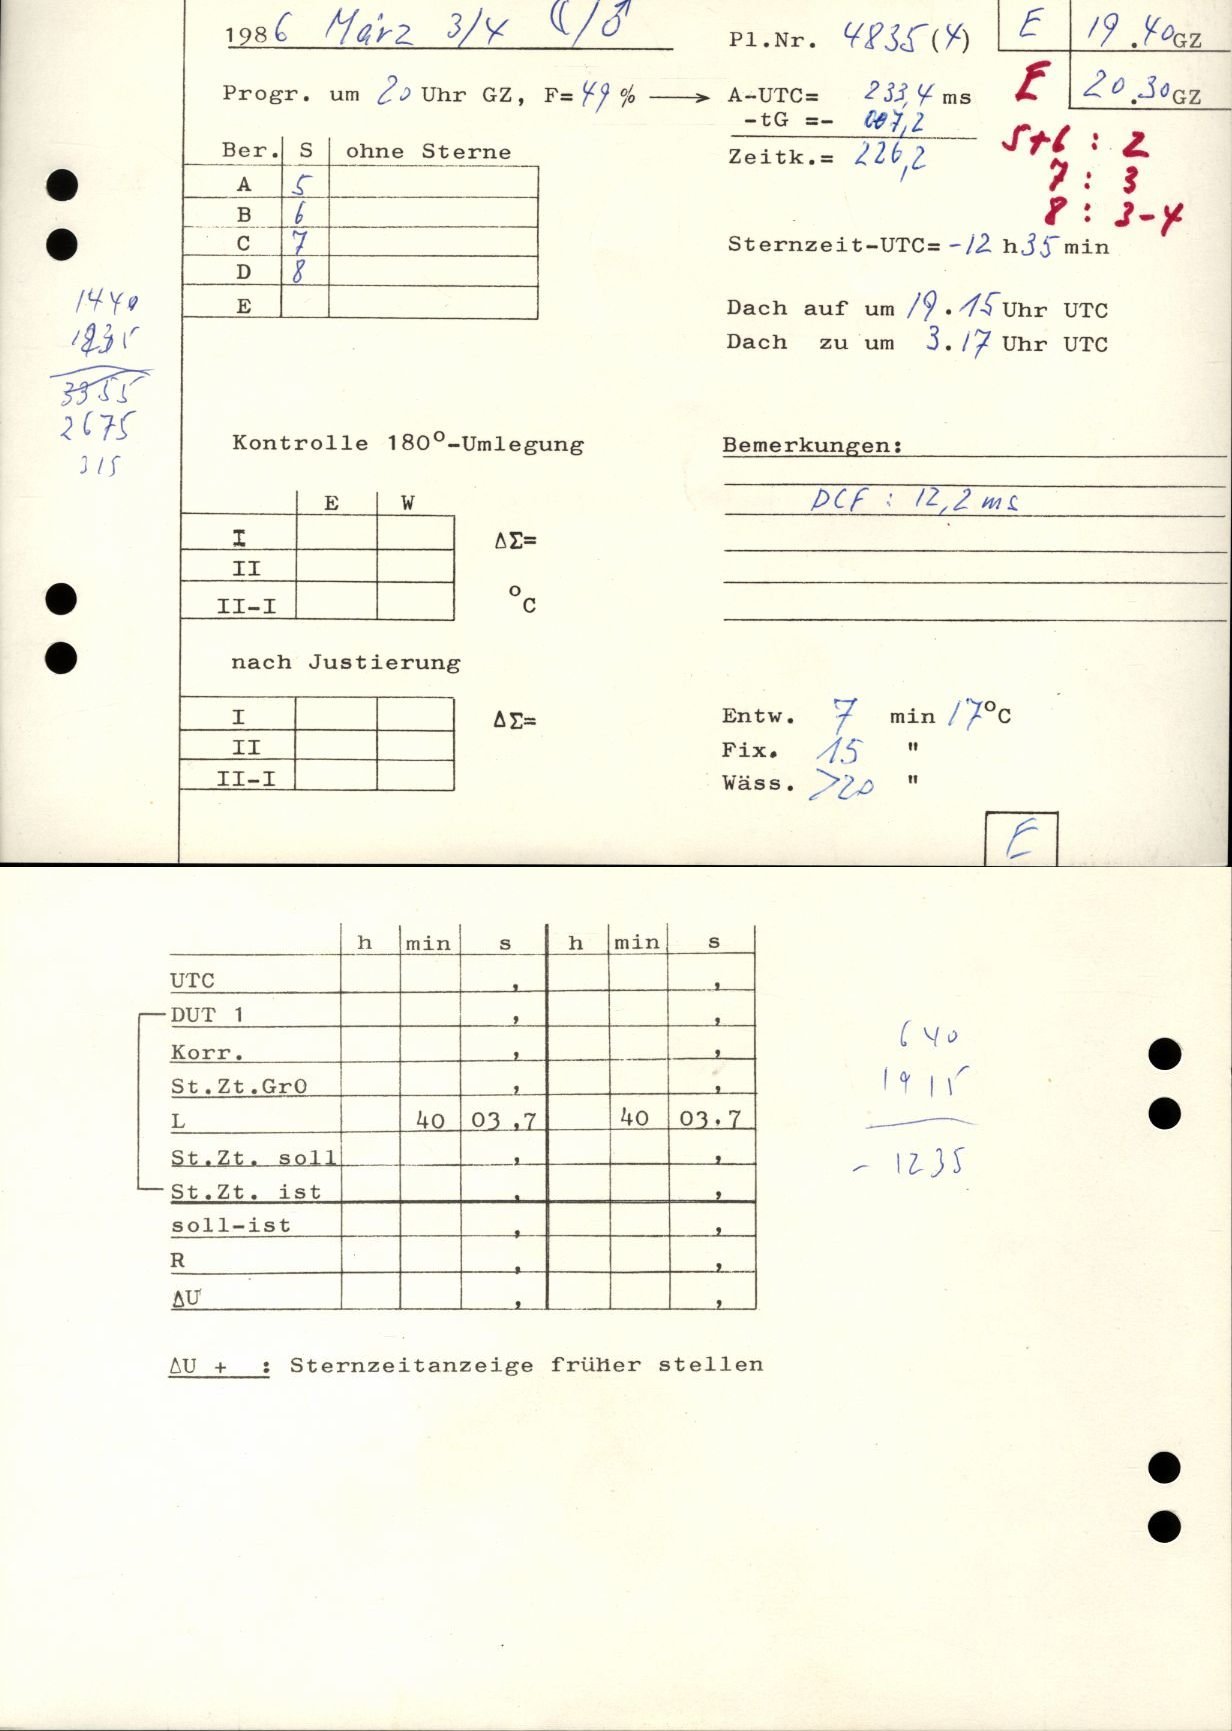 1986 März 3/4 ☾/♂
Pl.Nr. 4835(4)
E 19.40GZ
Progr. um 20 Uhr GZ, F=49% ⟶ A-UTC= 233,4 ms
E 20.30GZ
-tG =- 007,2
Zeitk.= 226,2
5+6 : 2
7 : 3
8 : 3-4
Ber. S ohne Sterne
A 5
B 6
C 7
D 8
E
Sternzeit-UTC= -12 h 35 min
Dach auf um 19.15 Uhr UTC
Dach zu um 3.17 Uhr UTC
1440
1235
3355
2675
315
Kontrolle 180°-Umlegung
E W
I ΔΣ=
II
II-I °C
Bemerkungen:
DCF : 12,2 ms
nach Justierung
I ΔΣ=
II
II-I
Entw. 7 min 17°C
Fix. 15 "
Wäss. >20 "
E
h min s h min s
UTC , ,
DUT 1 , ,
Korr. , ,
St.Zt.Gr0 , ,
L 40 03,7 40 03.7
St.Zt. soll , ,
St.Zt. ist , ,
soll-ist , ,
R , ,
ΔU , ,
640
1915
- 1235
ΔU + : Sternzeitanzeige früher stellen